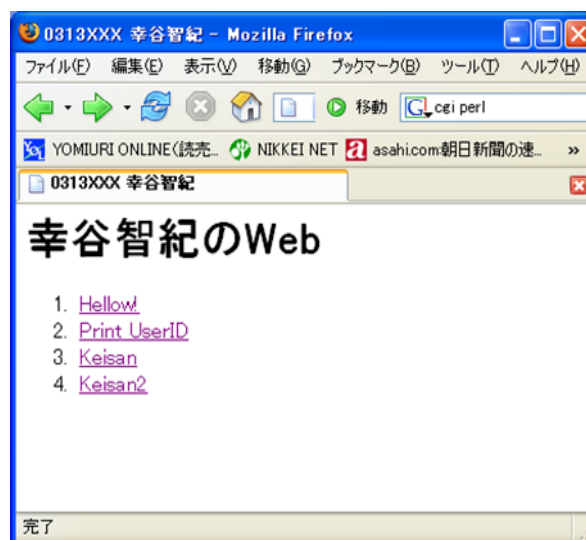 0313XXX 幸谷智紀 - Mozilla Firefox
ファイル(F) 編集(E) 表示(V) 移動(G) ブックマーク(B) ツール(T) ヘルプ(H)
移動 G cgi perl
YOL YOMIURI ONLINE(読売... NIKKEI NET a asahi.com:朝日新聞の速... »
0313XXX 幸谷智紀
幸谷智紀のWeb
1. Hellow!
2. Print UserID
3. Keisan
4. Keisan2
完了